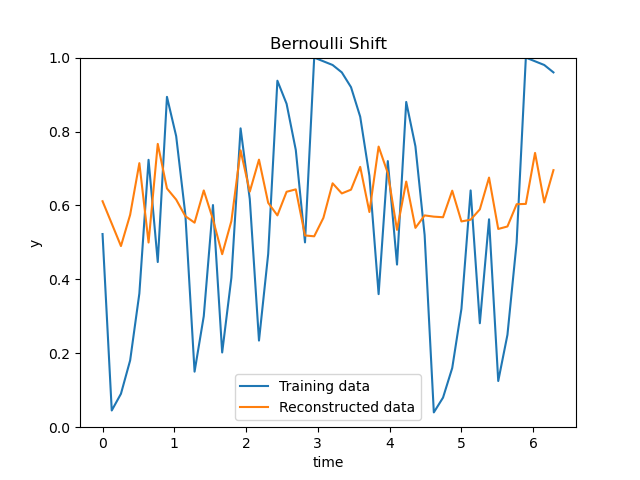 Bernoulli Shift
y
1.0
0.8
0.6
0.4
0.2
0.0
Training data
Reconstructed data
0 1 2 3 4 5 6
time